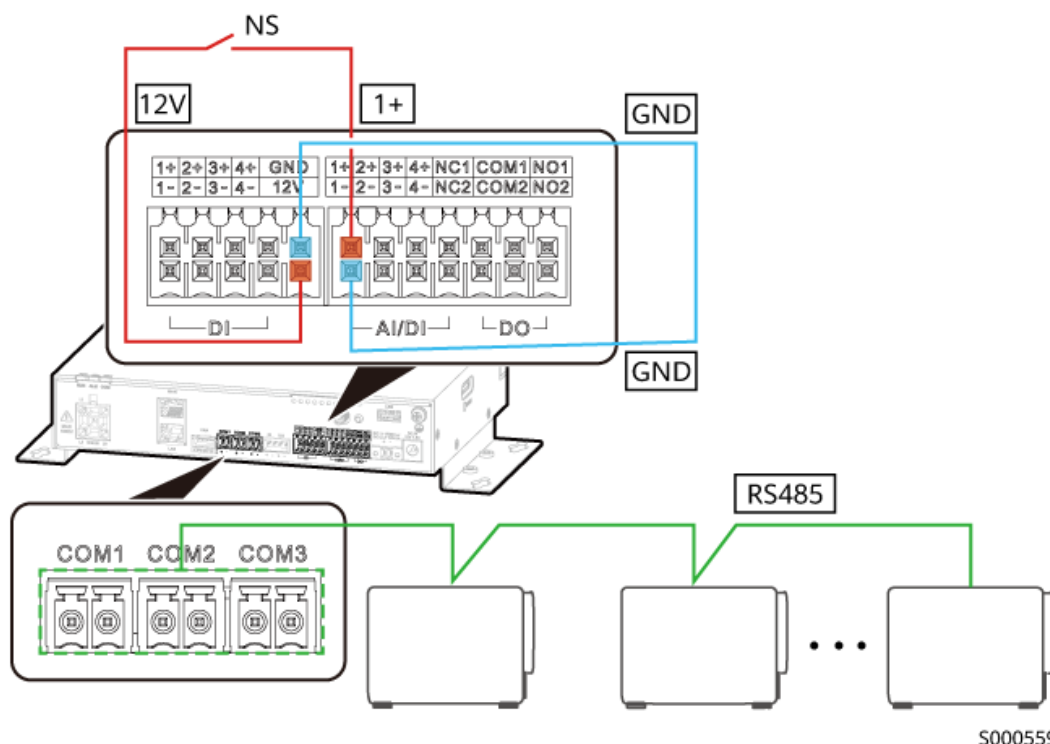 NS
12V
1+
GND
1+ 2+ 3+ 4+ GND
1- 2- 3- 4- 12V
1+ 2+ 3+ 4+ NC1 COM1 NO1
1- 2- 3- 4- NC2 COM2 NO2
DI
AI/DI
DO
GND
RS485
COM1 COM2 COM3
S000559